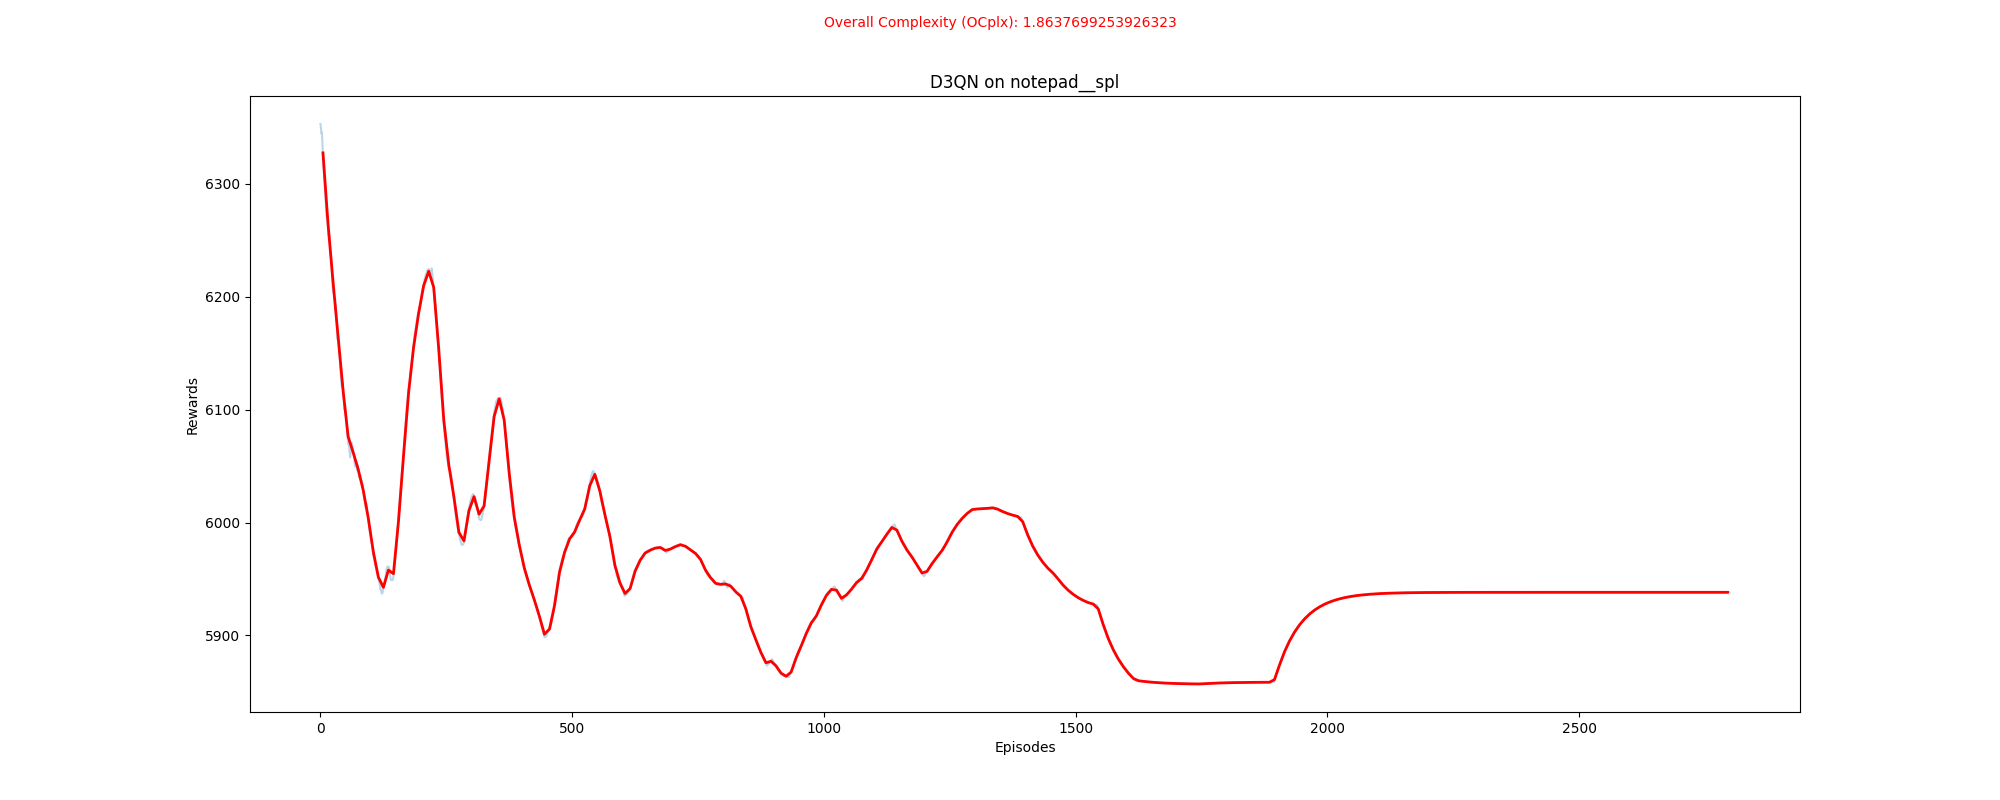 Overall Complexity (OCplx): 1.8637699253926323
D3QN on notepad__spl
6300
6200
6100
6000
5900
Rewards
0 500 1000 1500 2000 2500
Episodes